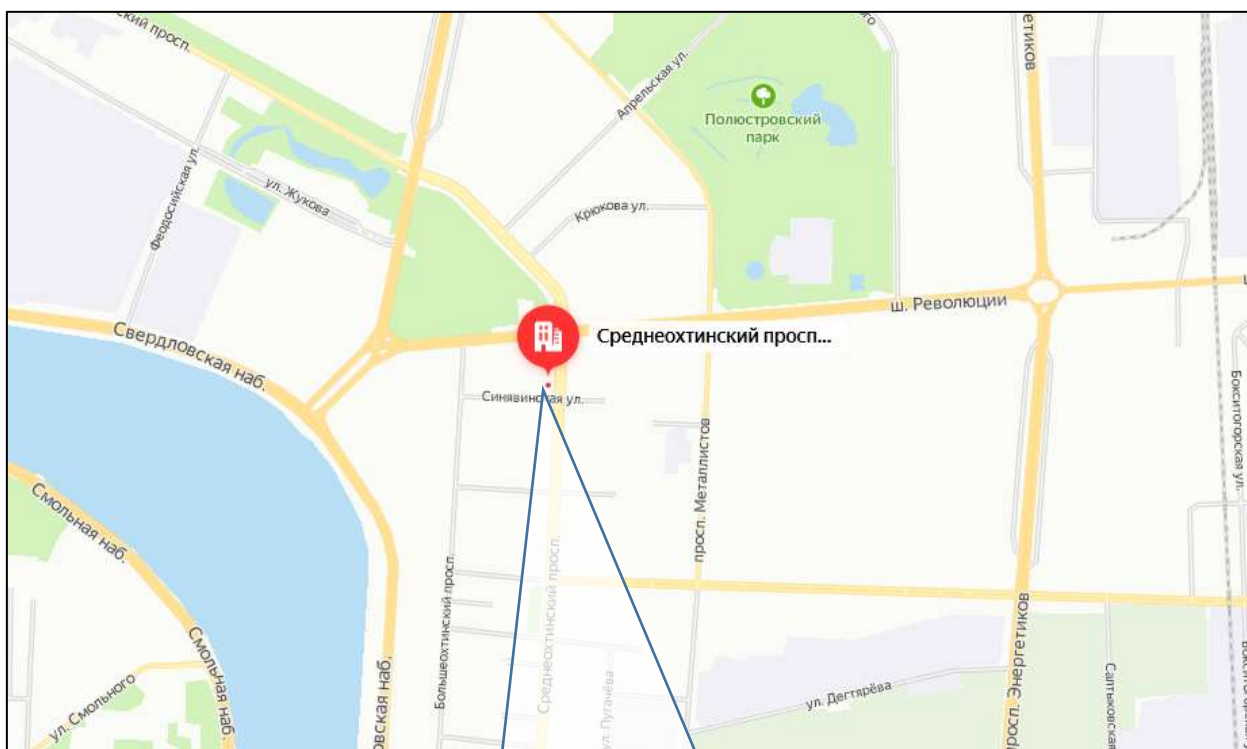 ский просп.
ого
етиков
Апрельская ул.
Полюстровский
парк
Феодосийская ул.
ул. Жукова
Крюкова ул.
ш. Революции
Свердловская наб.
Среднеохтинский просп...
Синявинская ул.
Бокситогорская ул.
просп. Металлистов
Смольная наб.
Большеохтинский просп.
Среднеохтинский просп.
просп. Энергетиков
Смольная наб.
ул. Смольного
овская наб.
ул. Пугачёва
ул. Дегтярёва
Салтыковская